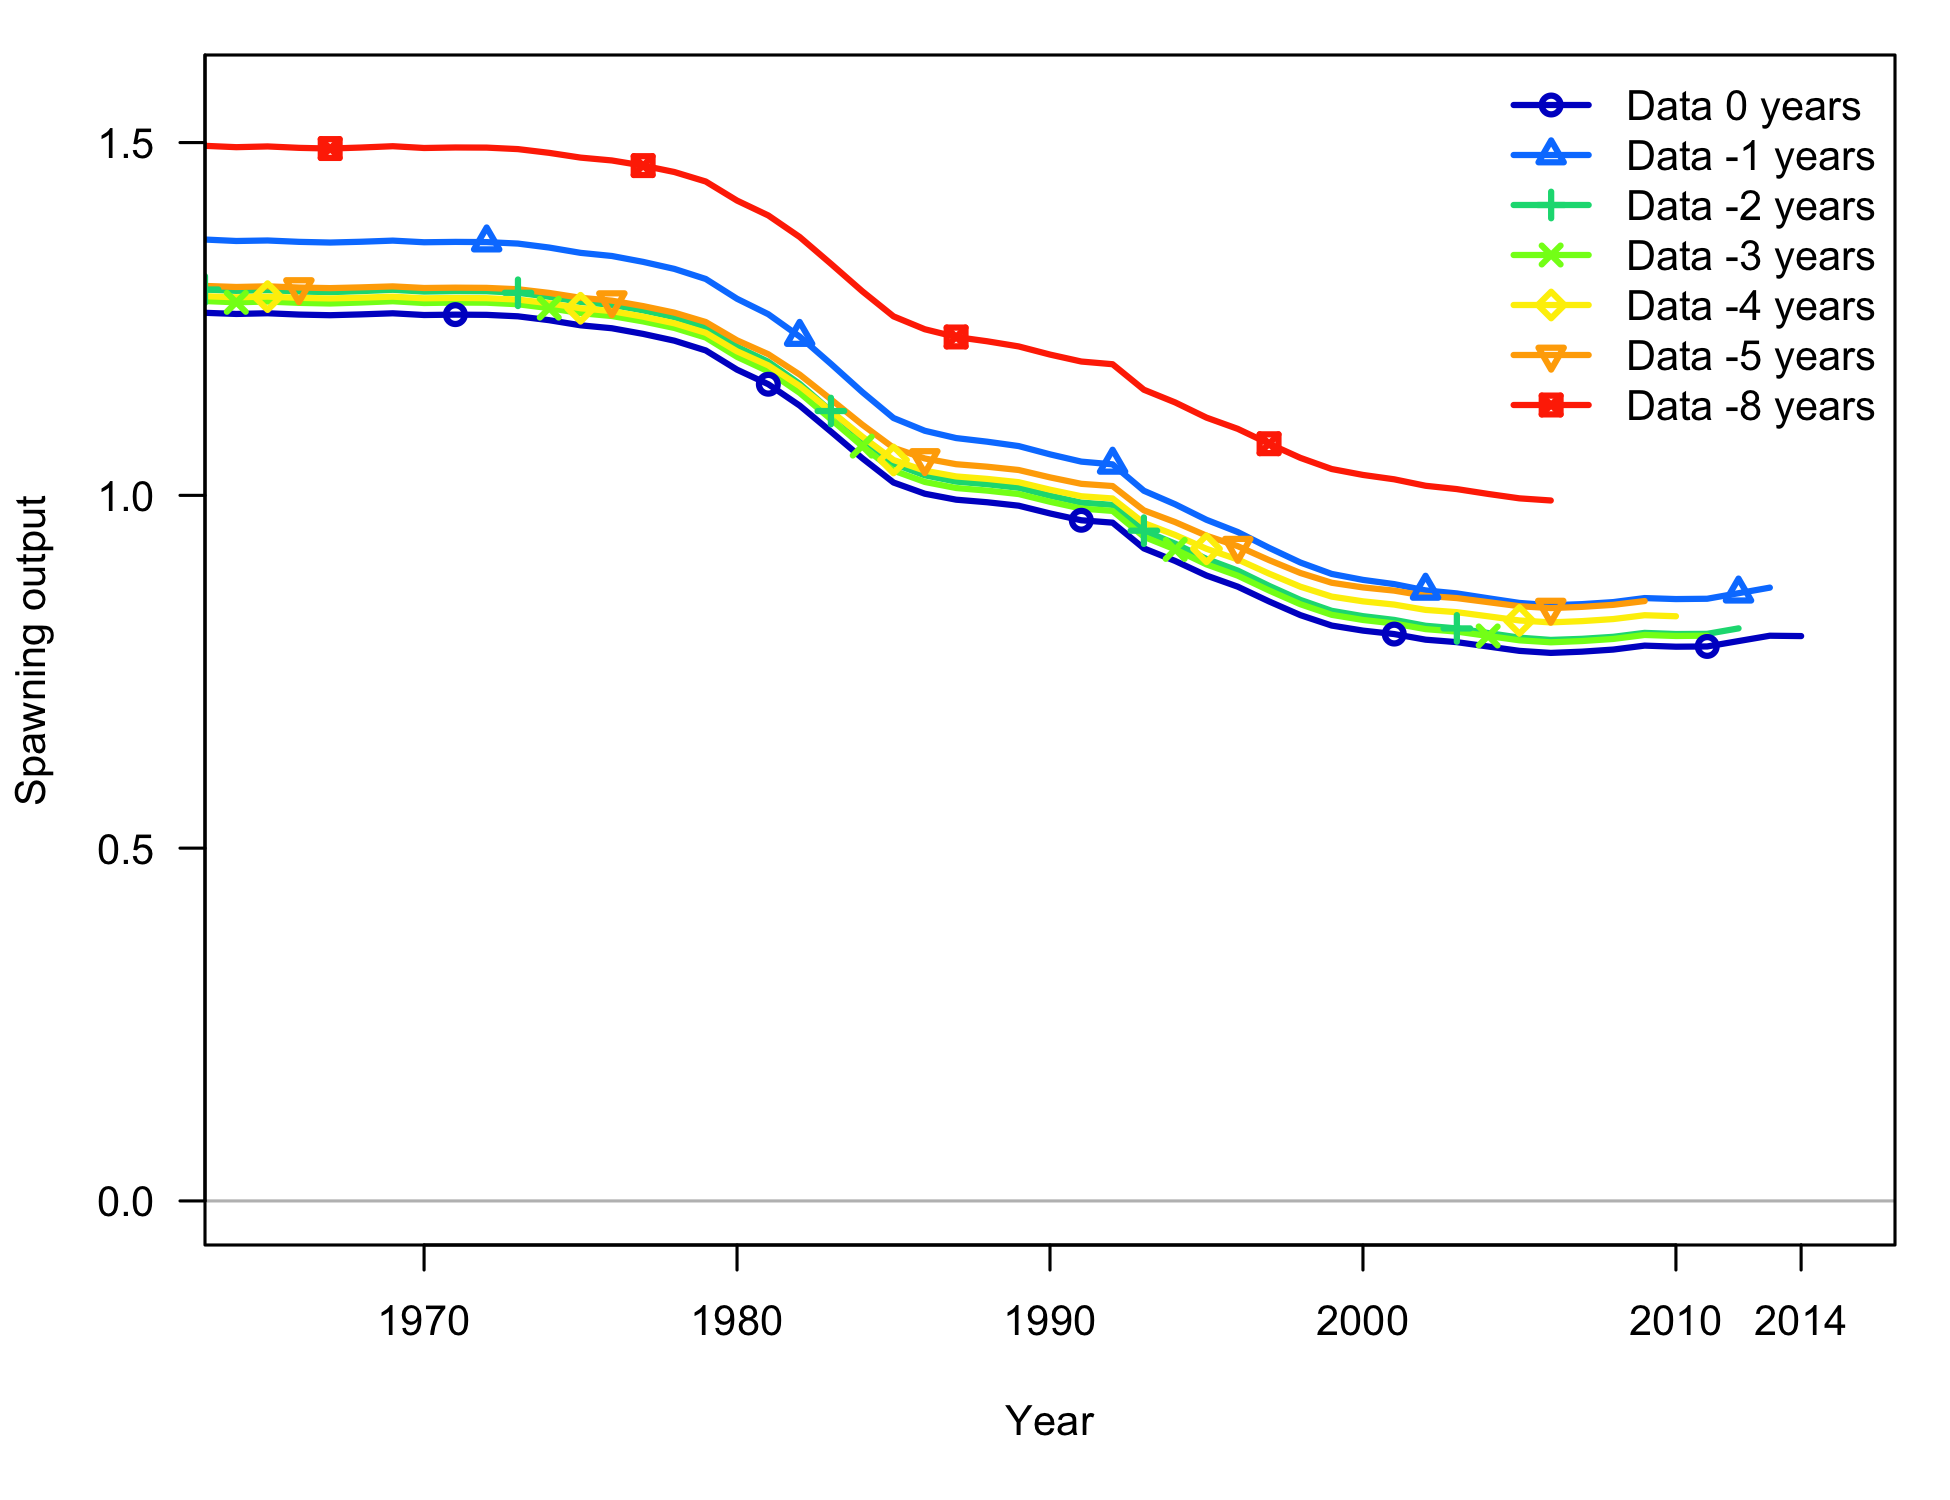 Data 0 years
Data -1 years
Data -2 years
Data -3 years
Data -4 years
Data -5 years
Data -8 years
Spawning output
1.5
1.0
0.5
0.0
1970 1980 1990 2000 2010 2014
Year